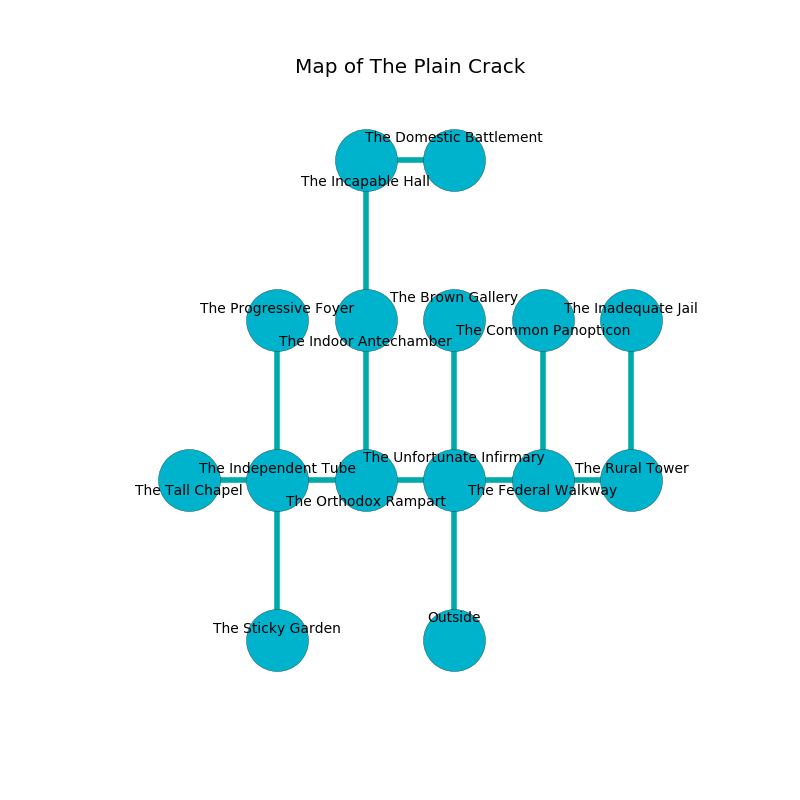 Map of The Plain Crack
The Domestic Battlement
The Incapable Hall
The Brown Gallery
The Progressive Foyer
The Inadequate Jail
The Common Panopticon
The Indoor Antechamber
The Unfortunate Infirmary
The Independent Tube
The Rural Tower
The Tall Chapel
The Federal Walkway
The Orthodox Rampart
Outside
The Sticky Garden